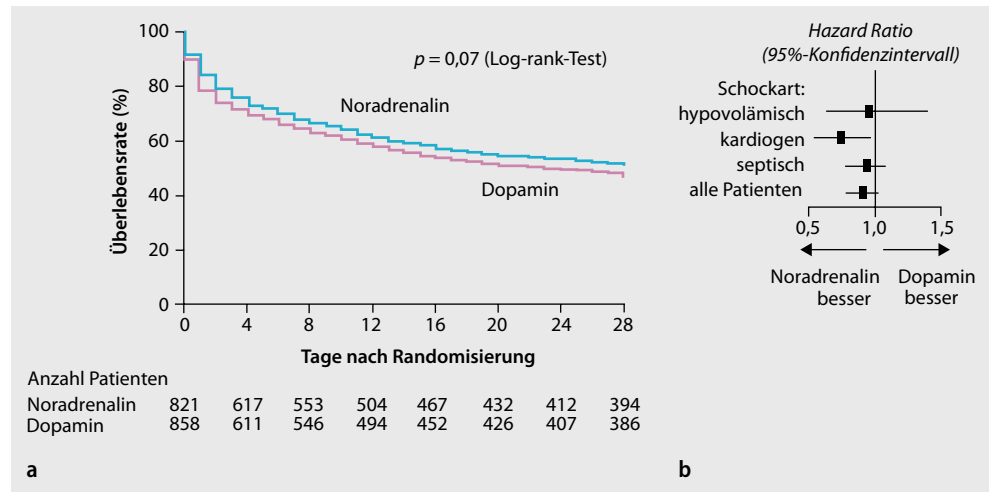 100
80
60
40
20
0
Überlebensrate (%)
p = 0,07 (Log-rank-Test)
Noradrenalin
Dopamin
0 4 8 12 16 20 24 28
Tage nach Randomisierung
Anzahl Patienten
Noradrenalin 821 617 553 504 467 432 412 394
Dopamin 858 611 546 494 452 426 407 386
a
Hazard Ratio
(95%-Konfidenzintervall)
Schockart:
hypovolämisch
kardiogen
septisch
alle Patienten
0,5 1,0 1,5
Noradrenalin Dopamin
besser besser
b